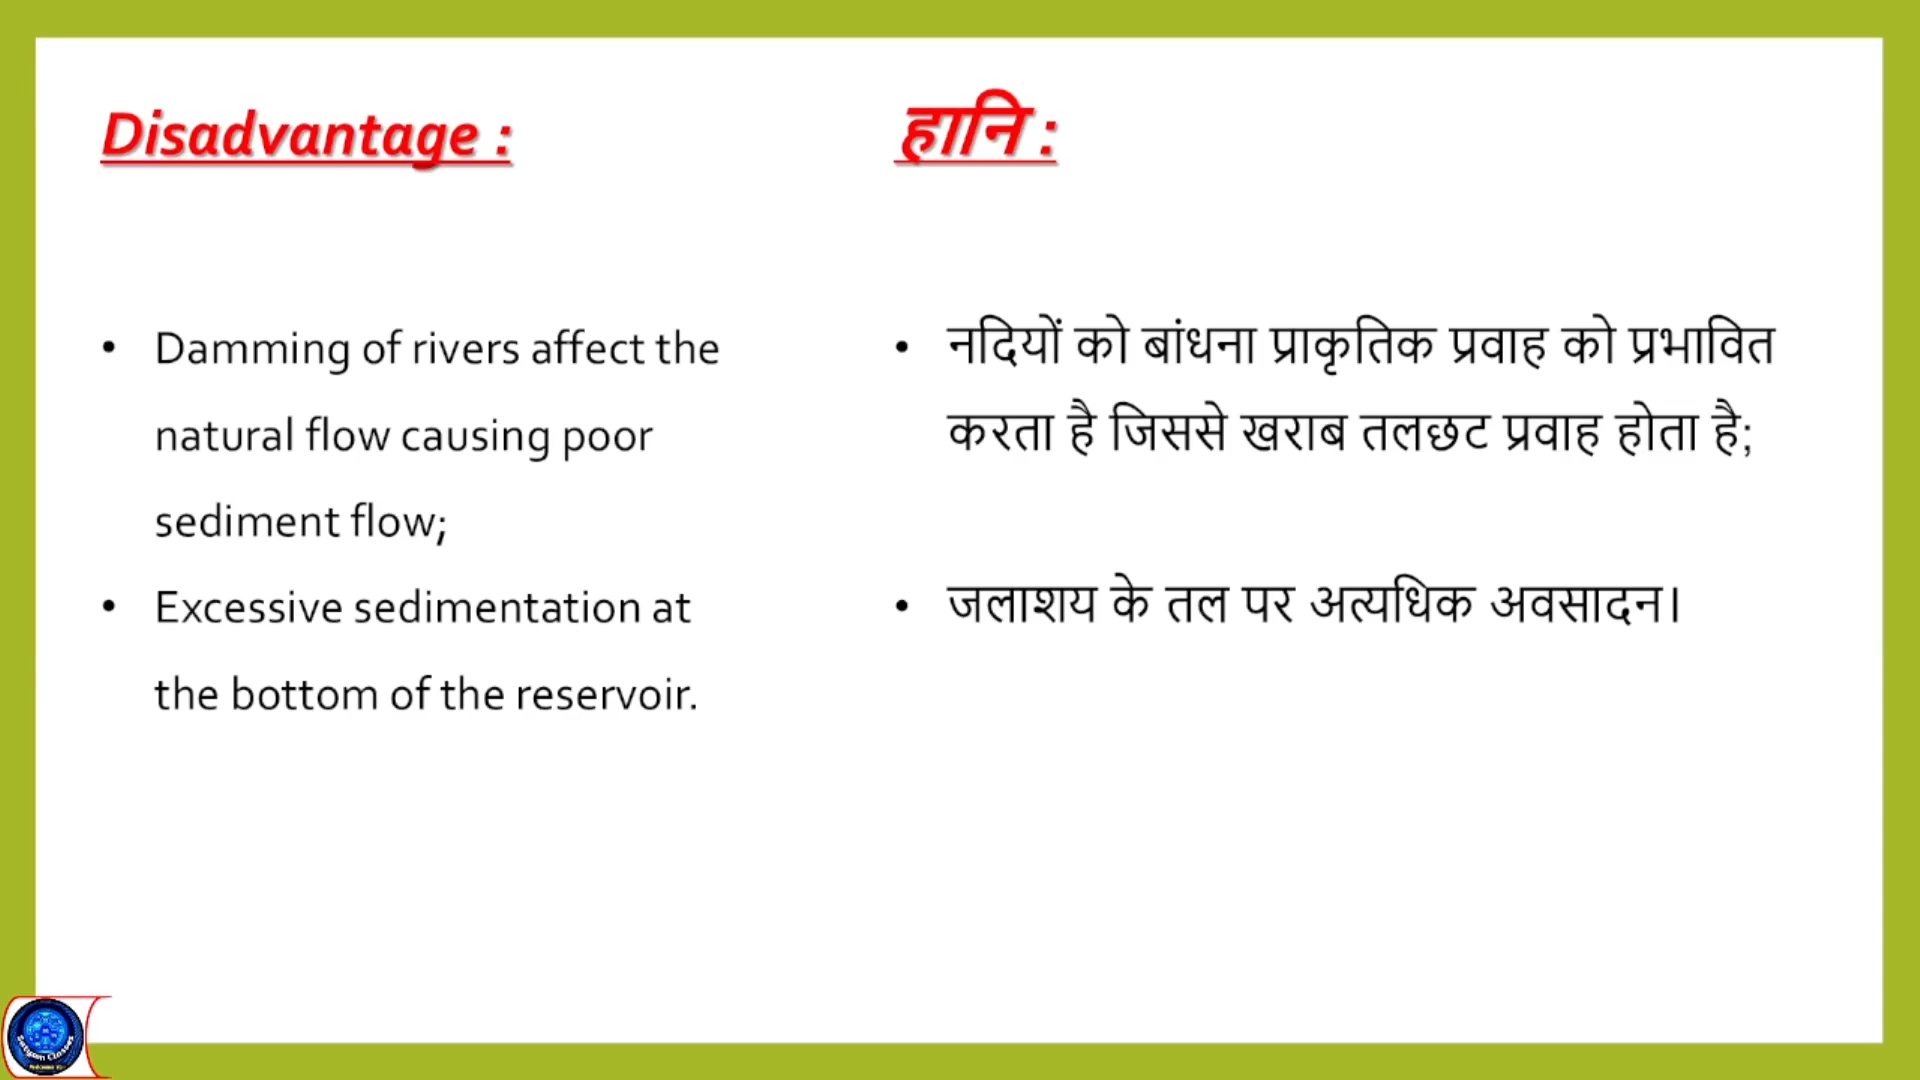 Disadvantage :
• Damming of rivers affect the
natural flow causing poor
sediment flow;
• Excessive sedimentation at
the bottom of the reservoir.
हानि :
• नदियों को बांधना प्राकृतिक प्रवाह को प्रभावित
करता है जिससे खराब तलछट प्रवाह होता है;
• जलाशय के तल पर अत्यधिक अवसादन।